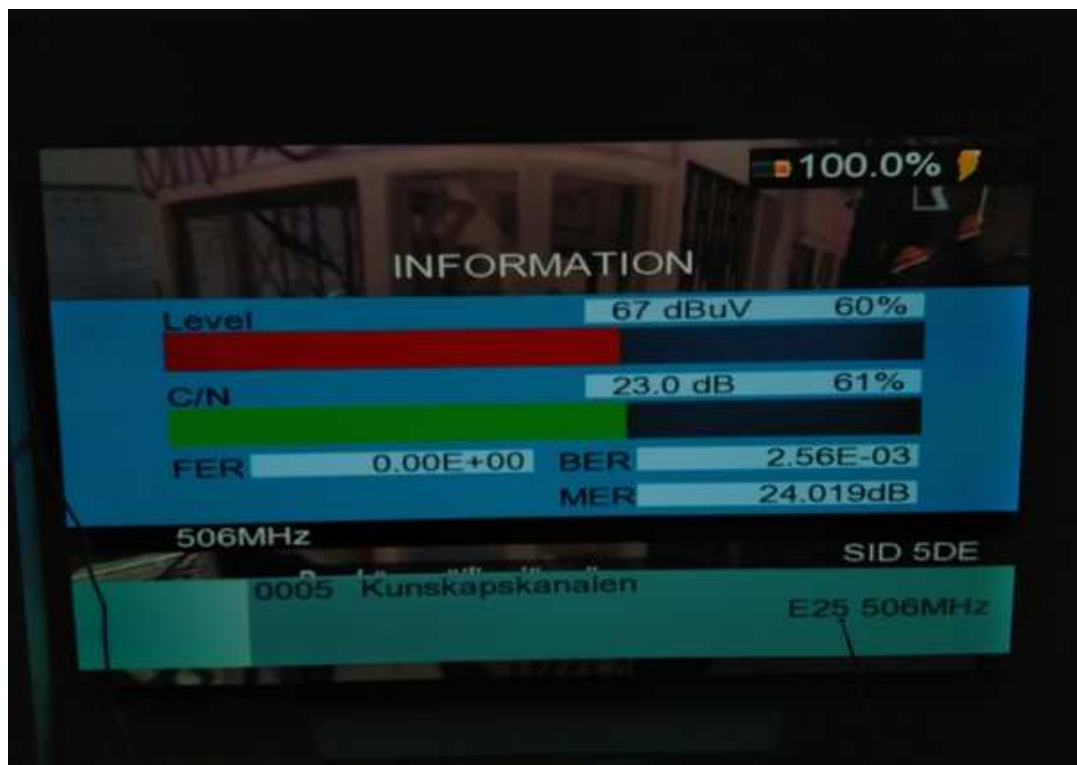 100.0%
INFORMATION
Level 67 dBuV 60%
C/N 23.0 dB 61%
FER 0.00E+00 BER 2.56E-03
MER 24.019dB
506MHz
SID 5DE
0005 Kunskapskanalen
E25 506MHz